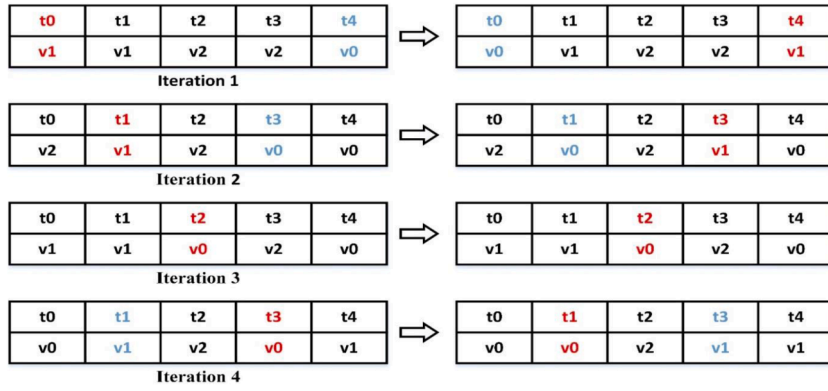 t0 t1 t2 t3 t4 t0 t1 t2 t3 t4
v1 v1 v2 v2 v0 v0 v1 v2 v2 v1
Iteration 1
t0 t1 t2 t3 t4 t0 t1 t2 t3 t4
v2 v1 v2 v0 v0 v2 v0 v2 v1 v0
Iteration 2
t0 t1 t2 t3 t4 t0 t1 t2 t3 t4
v1 v1 v0 v2 v0 v1 v1 v0 v2 v0
Iteration 3
t0 t1 t2 t3 t4 t0 t1 t2 t3 t4
v0 v1 v2 v0 v1 v0 v0 v2 v1 v1
Iteration 4